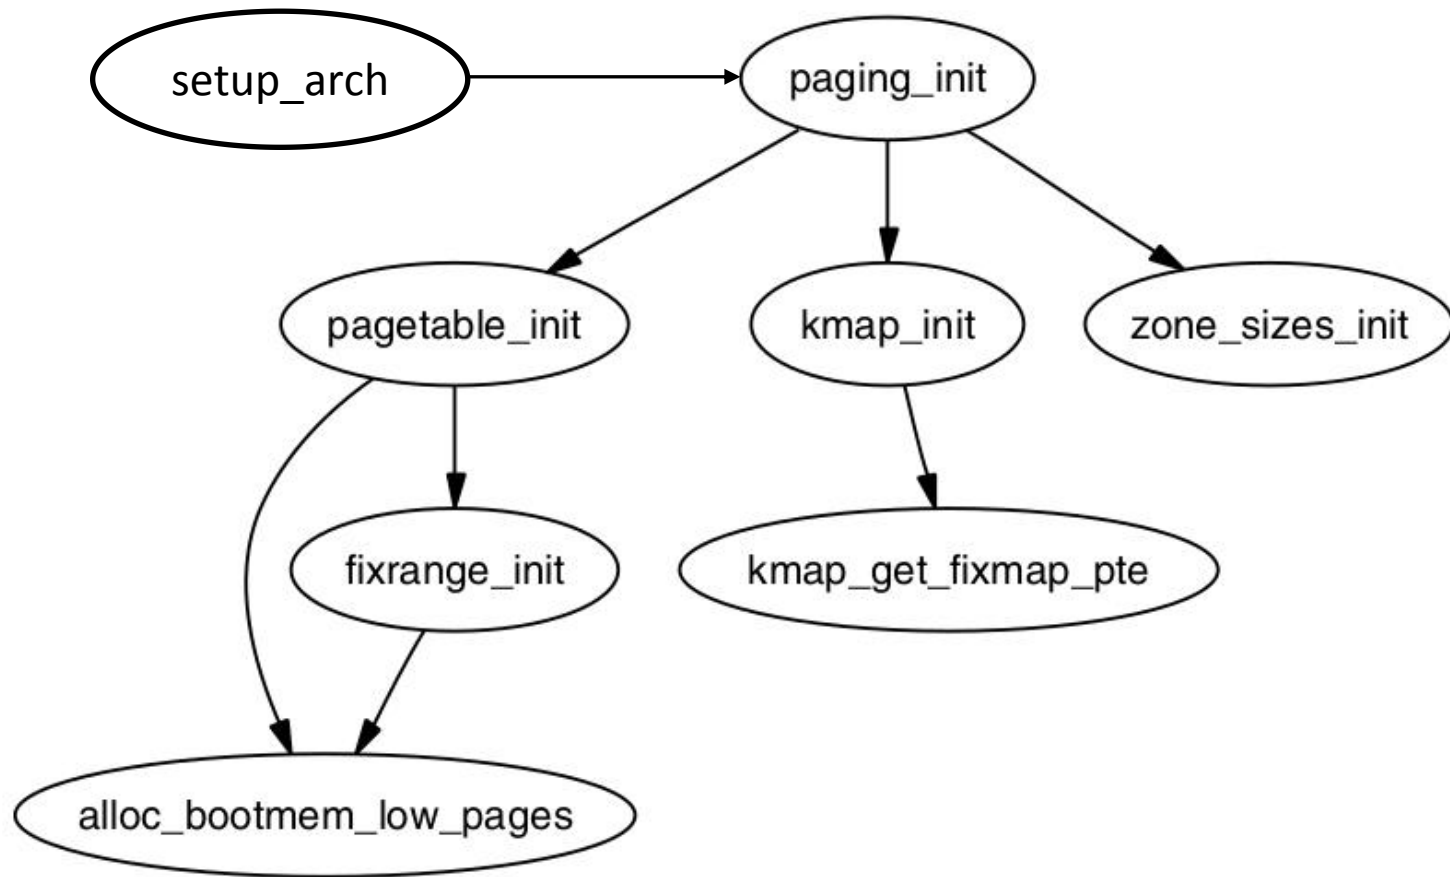 setup_arch
paging_init
pagetable_init
kmap_init
zone_sizes_init
fixrange_init
kmap_get_fixmap_pte
alloc_bootmem_low_pages